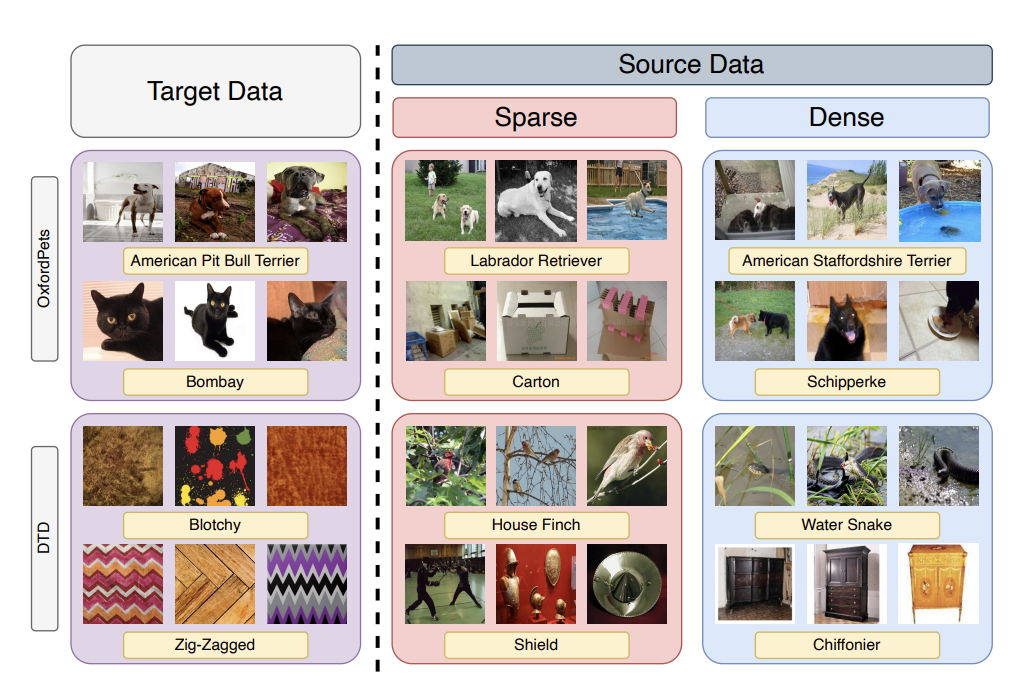 Target Data
Source Data
Sparse
Dense
OxfordPets
American Pit Bull Terrier
Labrador Retriever
American Staffordshire Terrier
Bombay
Carton
Schipperke
DTD
Blotchy
House Finch
Water Snake
Zig-Zagged
Shield
Chiffonier